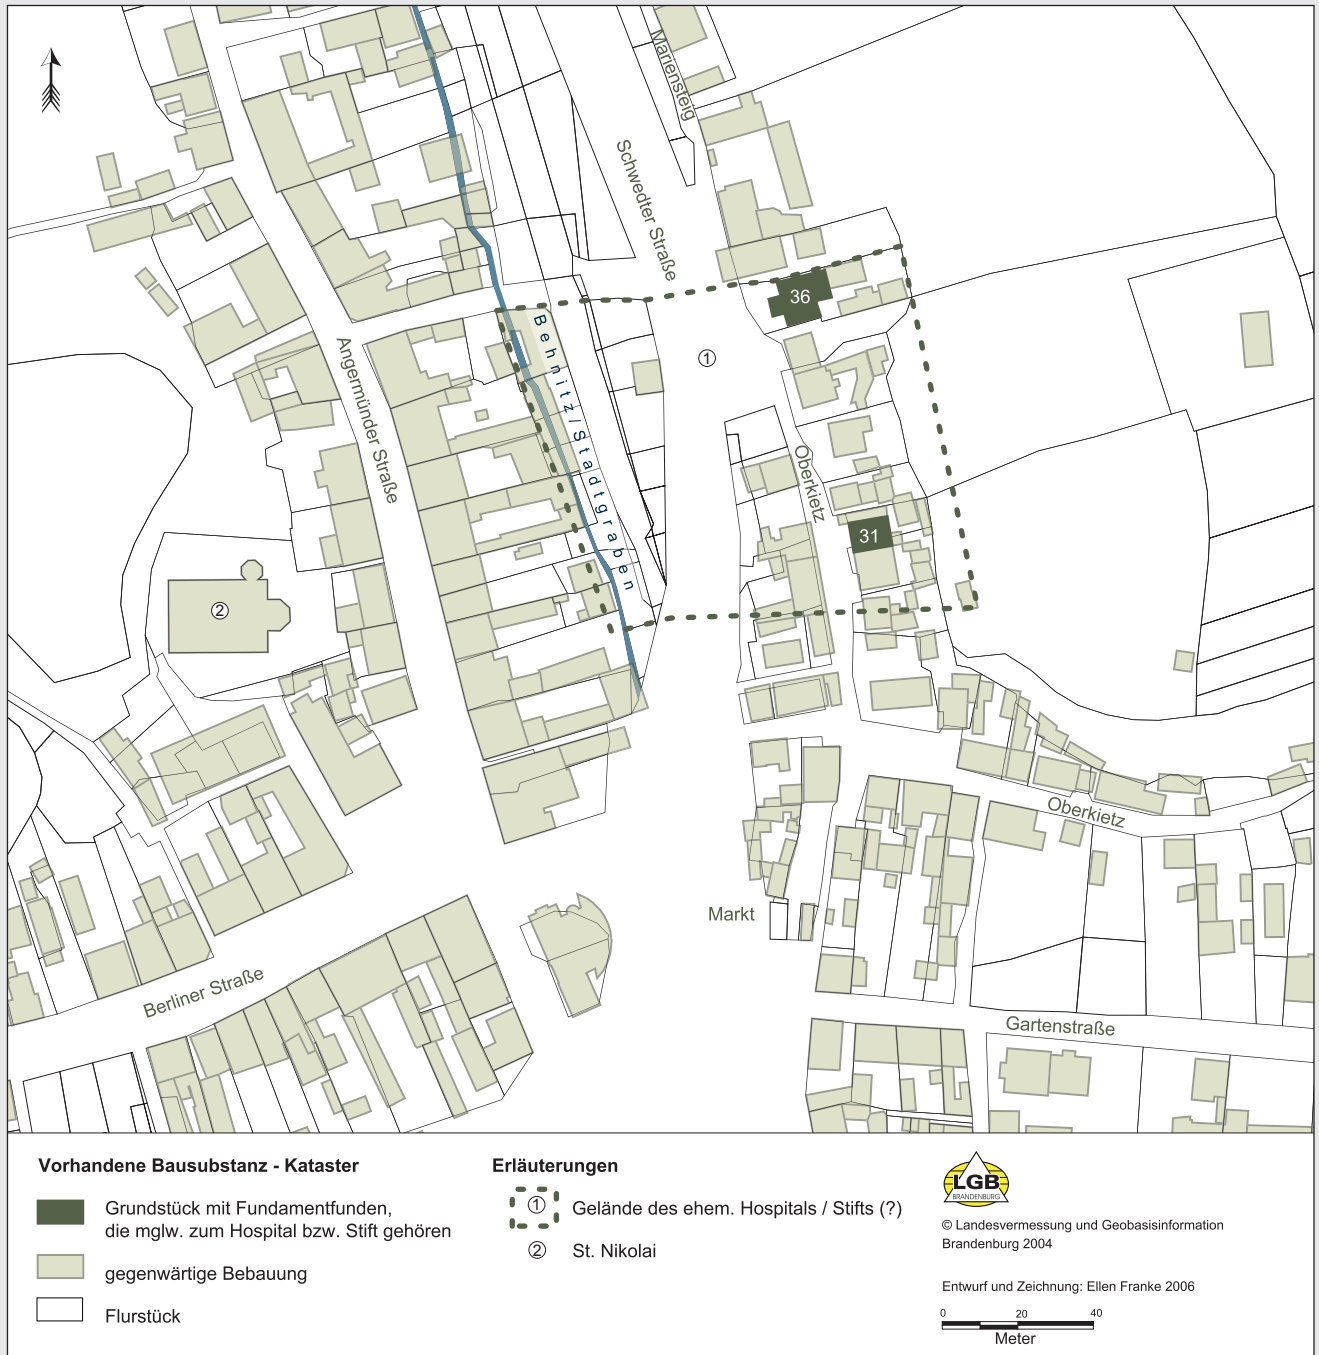 Mariensteig
Schwedter Straße
36
Behnitz/Stadtgraben
1
Angermünder Straße
Oberkietz
31
2
Oberkietz
Markt
Berliner Straße
Gartenstraße
Vorhandene Bausubstanz - Kataster
Grundstück mit Fundamentfunden,
die mglw. zum Hospital bzw. Stift gehören
gegenwärtige Bebauung
Flurstück
Erläuterungen
1 Gelände des ehem. Hospitals / Stifts (?)
2 St. Nikolai
LGB
BRANDENBURG
© Landesvermessung und Geobasisinformation
Brandenburg 2004
Entwurf und Zeichnung: Ellen Franke 2006
0 20 40
Meter